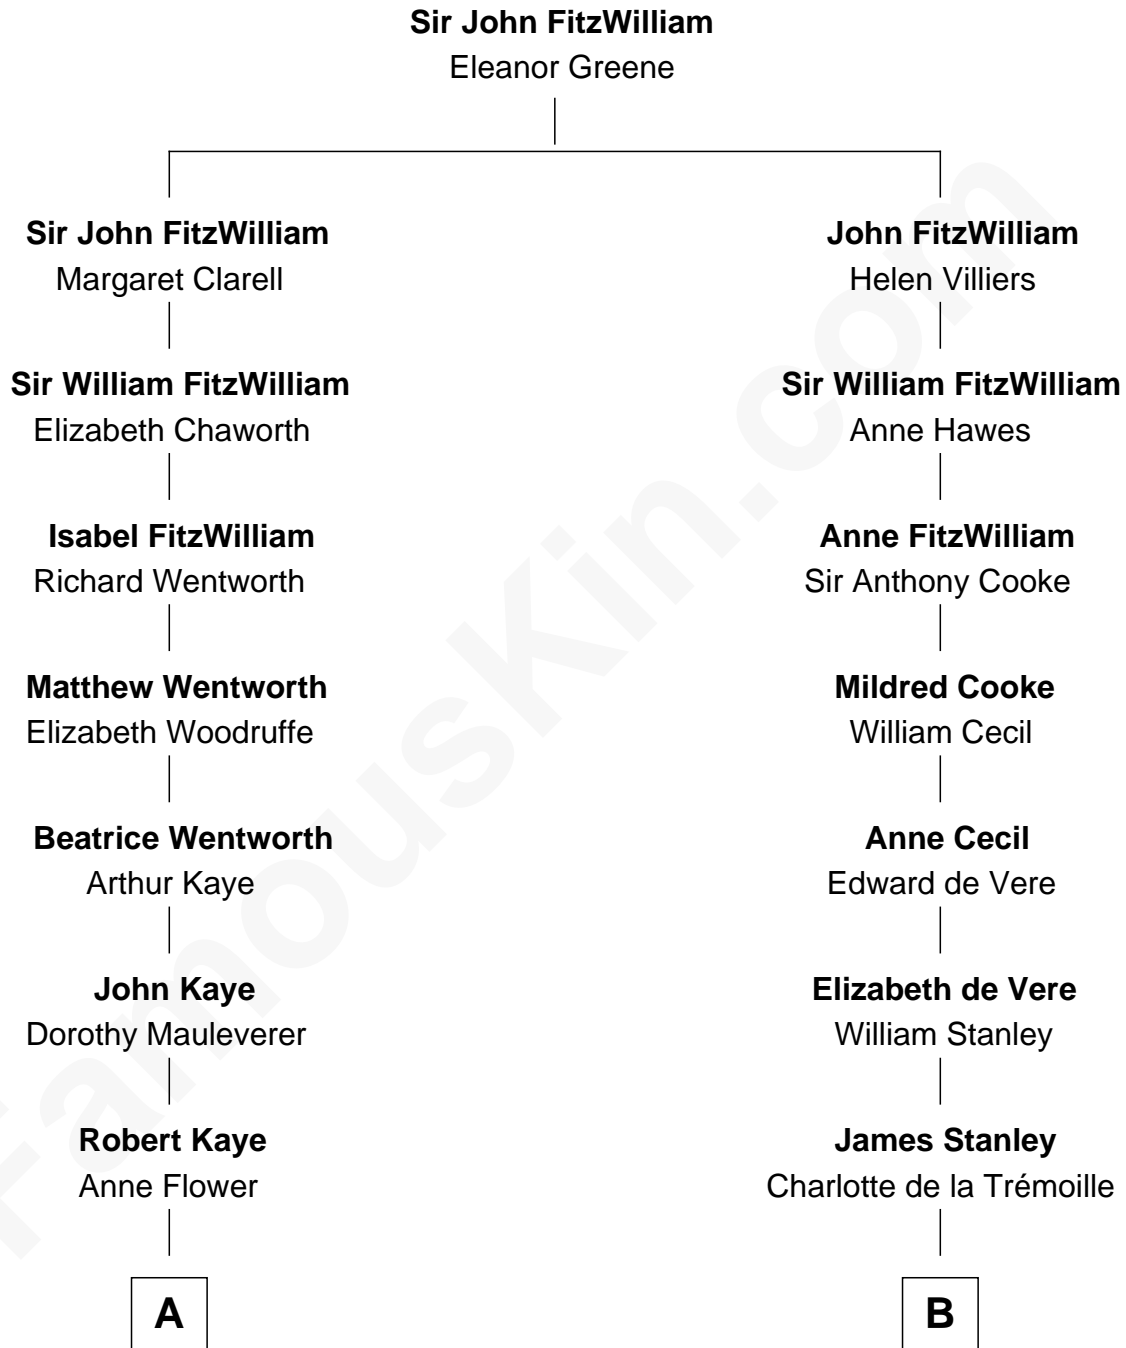 Sir John FitzWilliam
Eleanor Greene
Sir John FitzWilliam
Margaret Clarell
Sir William FitzWilliam
Elizabeth Chaworth
Isabel FitzWilliam
Richard Wentworth
Matthew Wentworth
Elizabeth Woodruffe
Beatrice Wentworth
Arthur Kaye
John Kaye
Dorothy Mauleverer
Robert Kaye
Anne Flower
A
John FitzWilliam
Helen Villiers
Sir William FitzWilliam
Anne Hawes
Anne FitzWilliam
Sir Anthony Cooke
Mildred Cooke
William Cecil
Anne Cecil
Edward de Vere
Elizabeth de Vere
William Stanley
James Stanley
Charlotte de la Trémoille
B
FamousKin.com